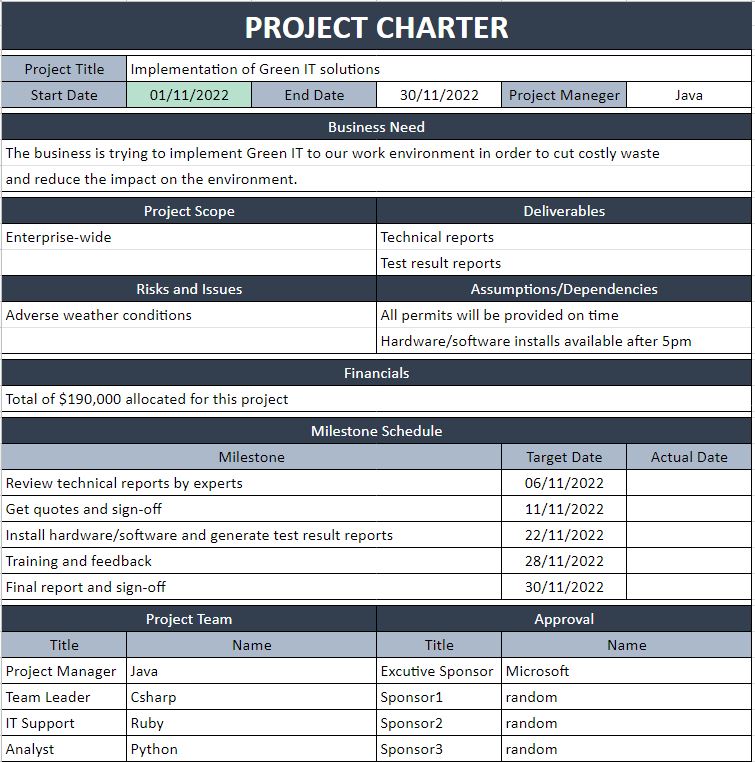 PROJECT CHARTER
Project Title Implementation of Green IT solutions
Start Date 01/11/2022 End Date 30/11/2022 Project Maneger Java
Business Need
The business is trying to implement Green IT to our work environment in order to cut costly waste
and reduce the impact on the environment.
Project Scope Deliverables
Enterprise-wide Technical reports
Test result reports
Risks and Issues Assumptions/Dependencies
Adverse weather conditions All permits will be provided on time
Hardware/software installs available after 5pm
Financials
Total of $190,000 allocated for this project
Milestone Schedule
Milestone Target Date Actual Date
Review technical reports by experts 06/11/2022
Get quotes and sign-off 11/11/2022
Install hardware/software and generate test result reports 22/11/2022
Training and feedback 28/11/2022
Final report and sign-off 30/11/2022
Project Team Approval
Title Name Title Name
Project Manager Java Excutive Sponsor Microsoft
Team Leader Csharp Sponsor1 random
IT Support Ruby Sponsor2 random
Analyst Python Sponsor3 random